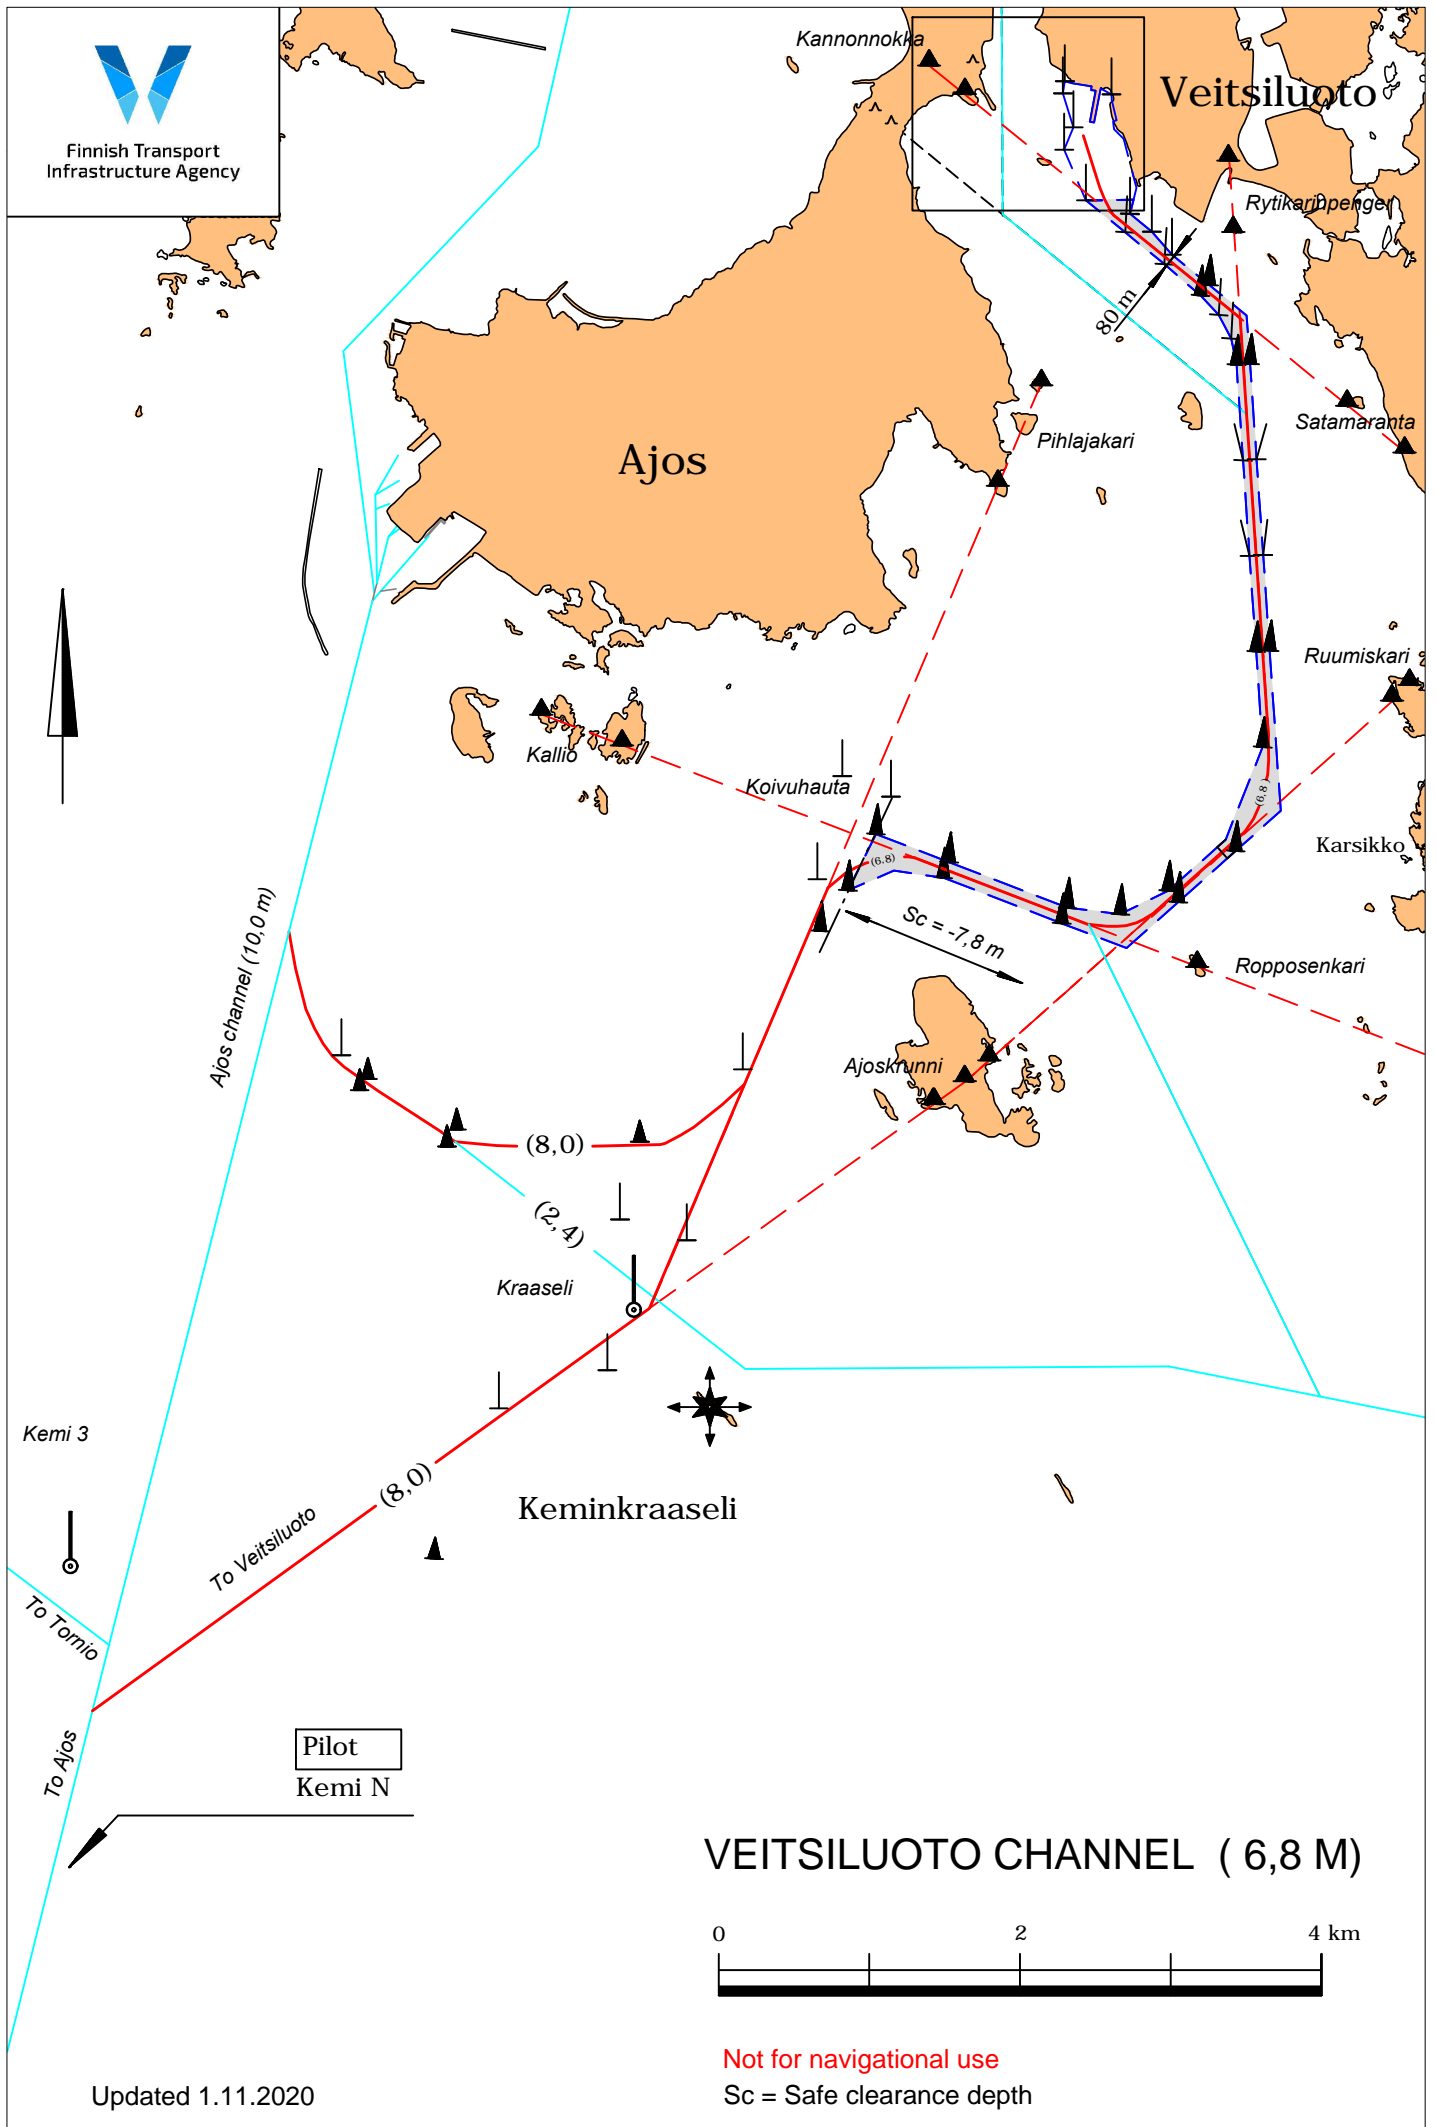 Finnish Transport
Infrastructure Agency
Kannonnokka
Veitsiluoto
Rytikarinpenger
80 m
Satamaranta
Pihlajakari
Ajos
Ruumiskari
Kallio
Koivuhauta
(6,8)
Karsikko
(6,8)
Sc = -7,8 m
Ropposenkari
Ajos channel (10,0 m)
Ajoskrunni
(8,0)
(2,4)
Kraaseli
Kemi 3
(8,0)
Keminkraaseli
To Veitsiluoto
To Tornio
To Ajos
Pilot
Kemi N
VEITSILUOTO CHANNEL ( 6,8 M)
0 2 4 km
Not for navigational use
Sc = Safe clearance depth
Updated 1.11.2020